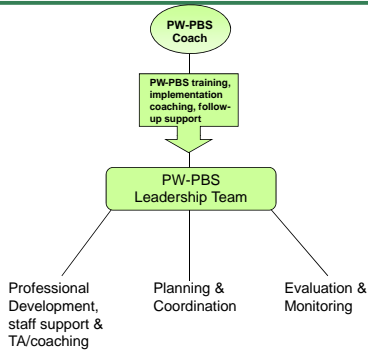 PW-PBS
Coach
PW-PBS training,
implementation
coaching, follow-
up support
PW-PBS
Leadership Team
Professional
Development,
staff support &
TA/coaching
Planning &
Coordination
Evaluation &
Monitoring